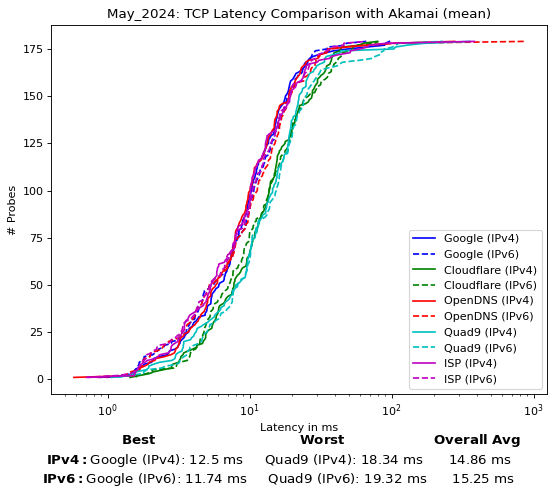 May_2024: TCP Latency Comparison with Akamai (mean)
175
150
125
100
75
50
25
0
# Probes
Google (IPv4)
Google (IPv6)
Cloudflare (IPv4)
Cloudflare (IPv6)
OpenDNS (IPv4)
OpenDNS (IPv6)
Quad9 (IPv4)
Quad9 (IPv6)
ISP (IPv4)
ISP (IPv6)
10⁰ 10¹ 10² 10³
Latency in ms
Best Worst Overall Avg
IPv4: Google (IPv4): 12.5 ms Quad9 (IPv4): 18.34 ms 14.86 ms
IPv6: Google (IPv6): 11.74 ms Quad9 (IPv6): 19.32 ms 15.25 ms